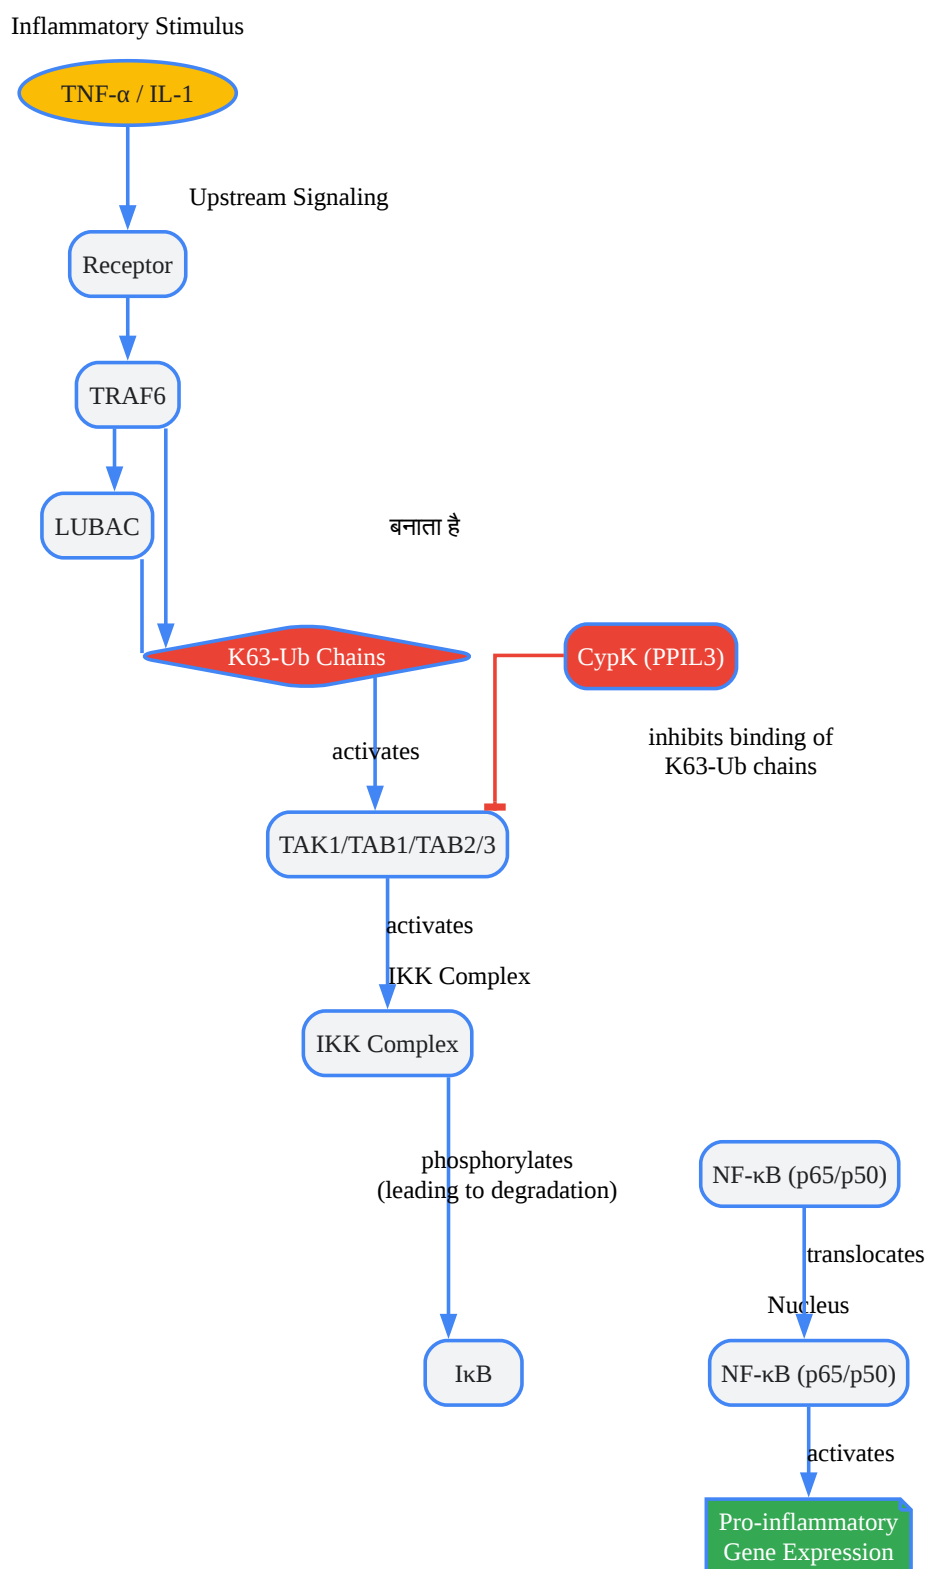 Inflammatory Stimulus
TNF-α / IL-1
Upstream Signaling
Receptor
TRAF6
LUBAC
बनाता है
K63-Ub Chains
CypK (PPIL3)
inhibits binding of
K63-Ub chains
activates
TAK1/TAB1/TAB2/3
activates
IKK Complex
IKK Complex
phosphorylates
(leading to degradation)
NF-κB (p65/p50)
translocates
Nucleus
IκB
NF-κB (p65/p50)
activates
Pro-inflammatory
Gene Expression